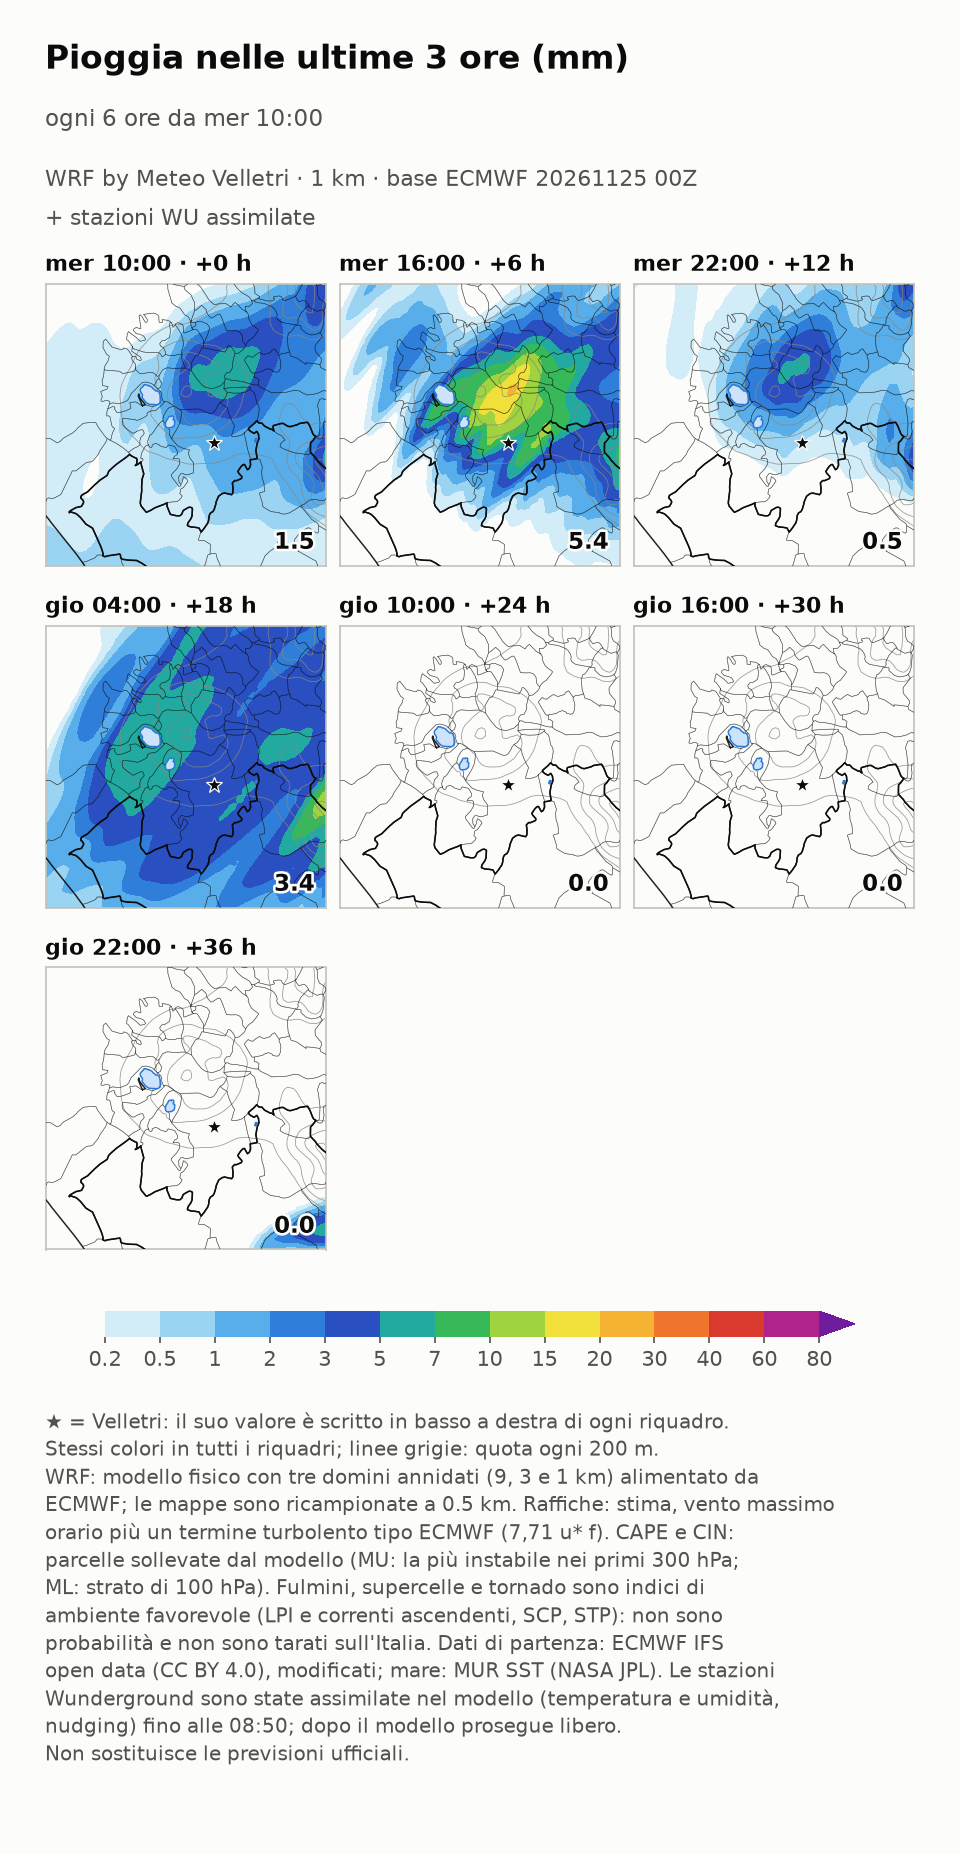 Pioggia nelle ultime 3 ore (mm)
ogni 6 ore da mer 10:00
WRF by Meteo Velletri · 1 km · base ECMWF 20261125 00Z
+ stazioni WU assimilate
mer 10:00 · +0 h
mer 16:00 · +6 h
mer 22:00 · +12 h
1.5
5.4
0.5
gio 04:00 · +18 h
gio 10:00 · +24 h
gio 16:00 · +30 h
3.4
0.0
0.0
gio 22:00 · +36 h
0.0
0.2 0.5 1 2 3 5 7 10 15 20 30 40 60 80
★ = Velletri: il suo valore è scritto in basso a destra di ogni riquadro.
Stessi colori in tutti i riquadri; linee grigie: quota ogni 200 m.
WRF: modello fisico con tre domini annidati (9, 3 e 1 km) alimentato da
ECMWF; le mappe sono ricampionate a 0.5 km. Raffiche: stima, vento massimo
orario più un termine turbolento tipo ECMWF (7,71 u* f). CAPE e CIN:
parcelle sollevate dal modello (MU: la più instabile nei primi 300 hPa;
ML: strato di 100 hPa). Fulmini, supercelle e tornado sono indici di
ambiente favorevole (LPI e correnti ascendenti, SCP, STP): non sono
probabilità e non sono tarati sull'Italia. Dati di partenza: ECMWF IFS
open data (CC BY 4.0), modificati; mare: MUR SST (NASA JPL). Le stazioni
Wunderground sono state assimilate nel modello (temperatura e umidità,
nudging) fino alle 08:50; dopo il modello prosegue libero.
Non sostituisce le previsioni ufficiali.